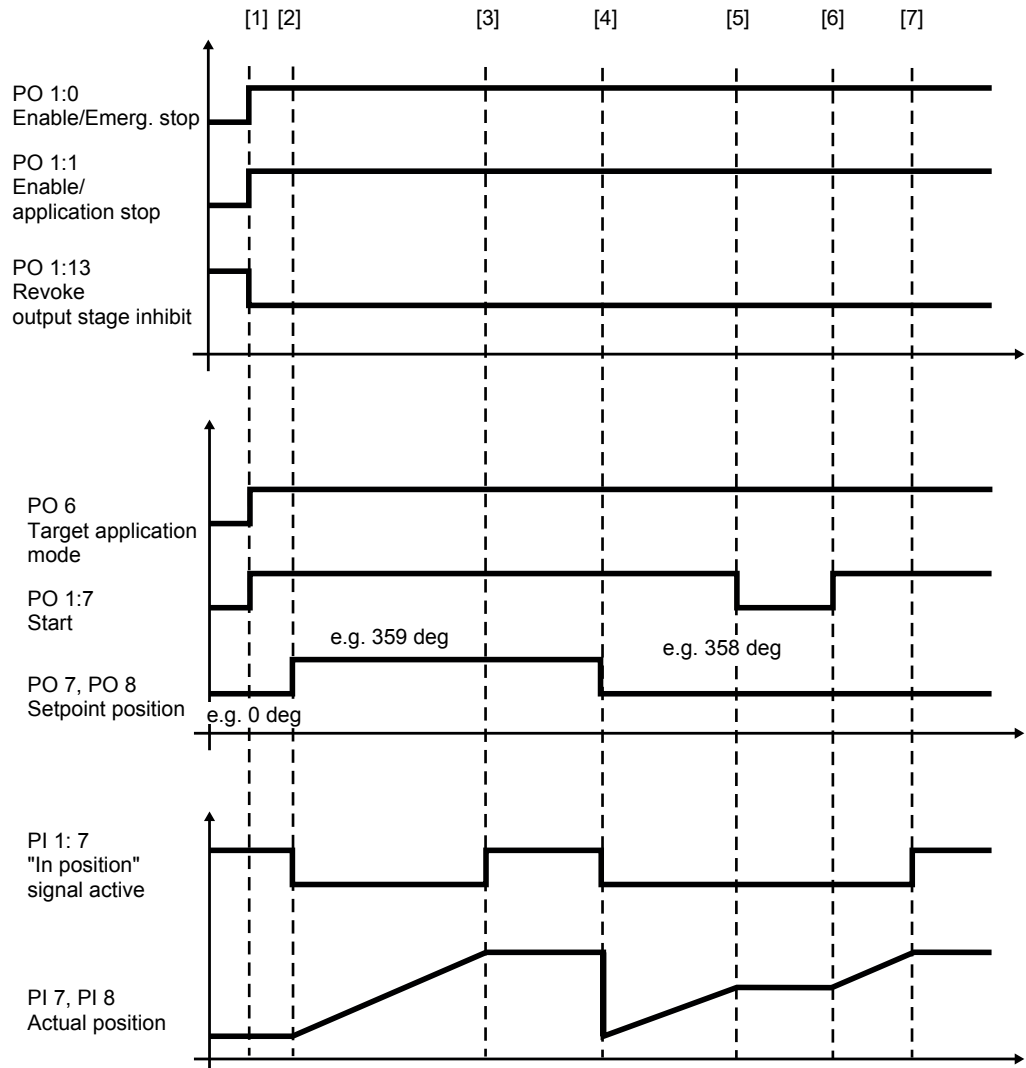 [1] [2] [3] [4] [5] [6] [7]
PO 1:0
Enable/Emerg. stop
PO 1:1
Enable/
application stop
PO 1:13
Revoke
output stage inhibit
PO 6
Target application
mode
PO 1:7
Start
e.g. 359 deg
e.g. 358 deg
PO 7, PO 8
Setpoint position
e.g. 0 deg
PI 1: 7
"In position"
signal active
PI 7, PI 8
Actual position